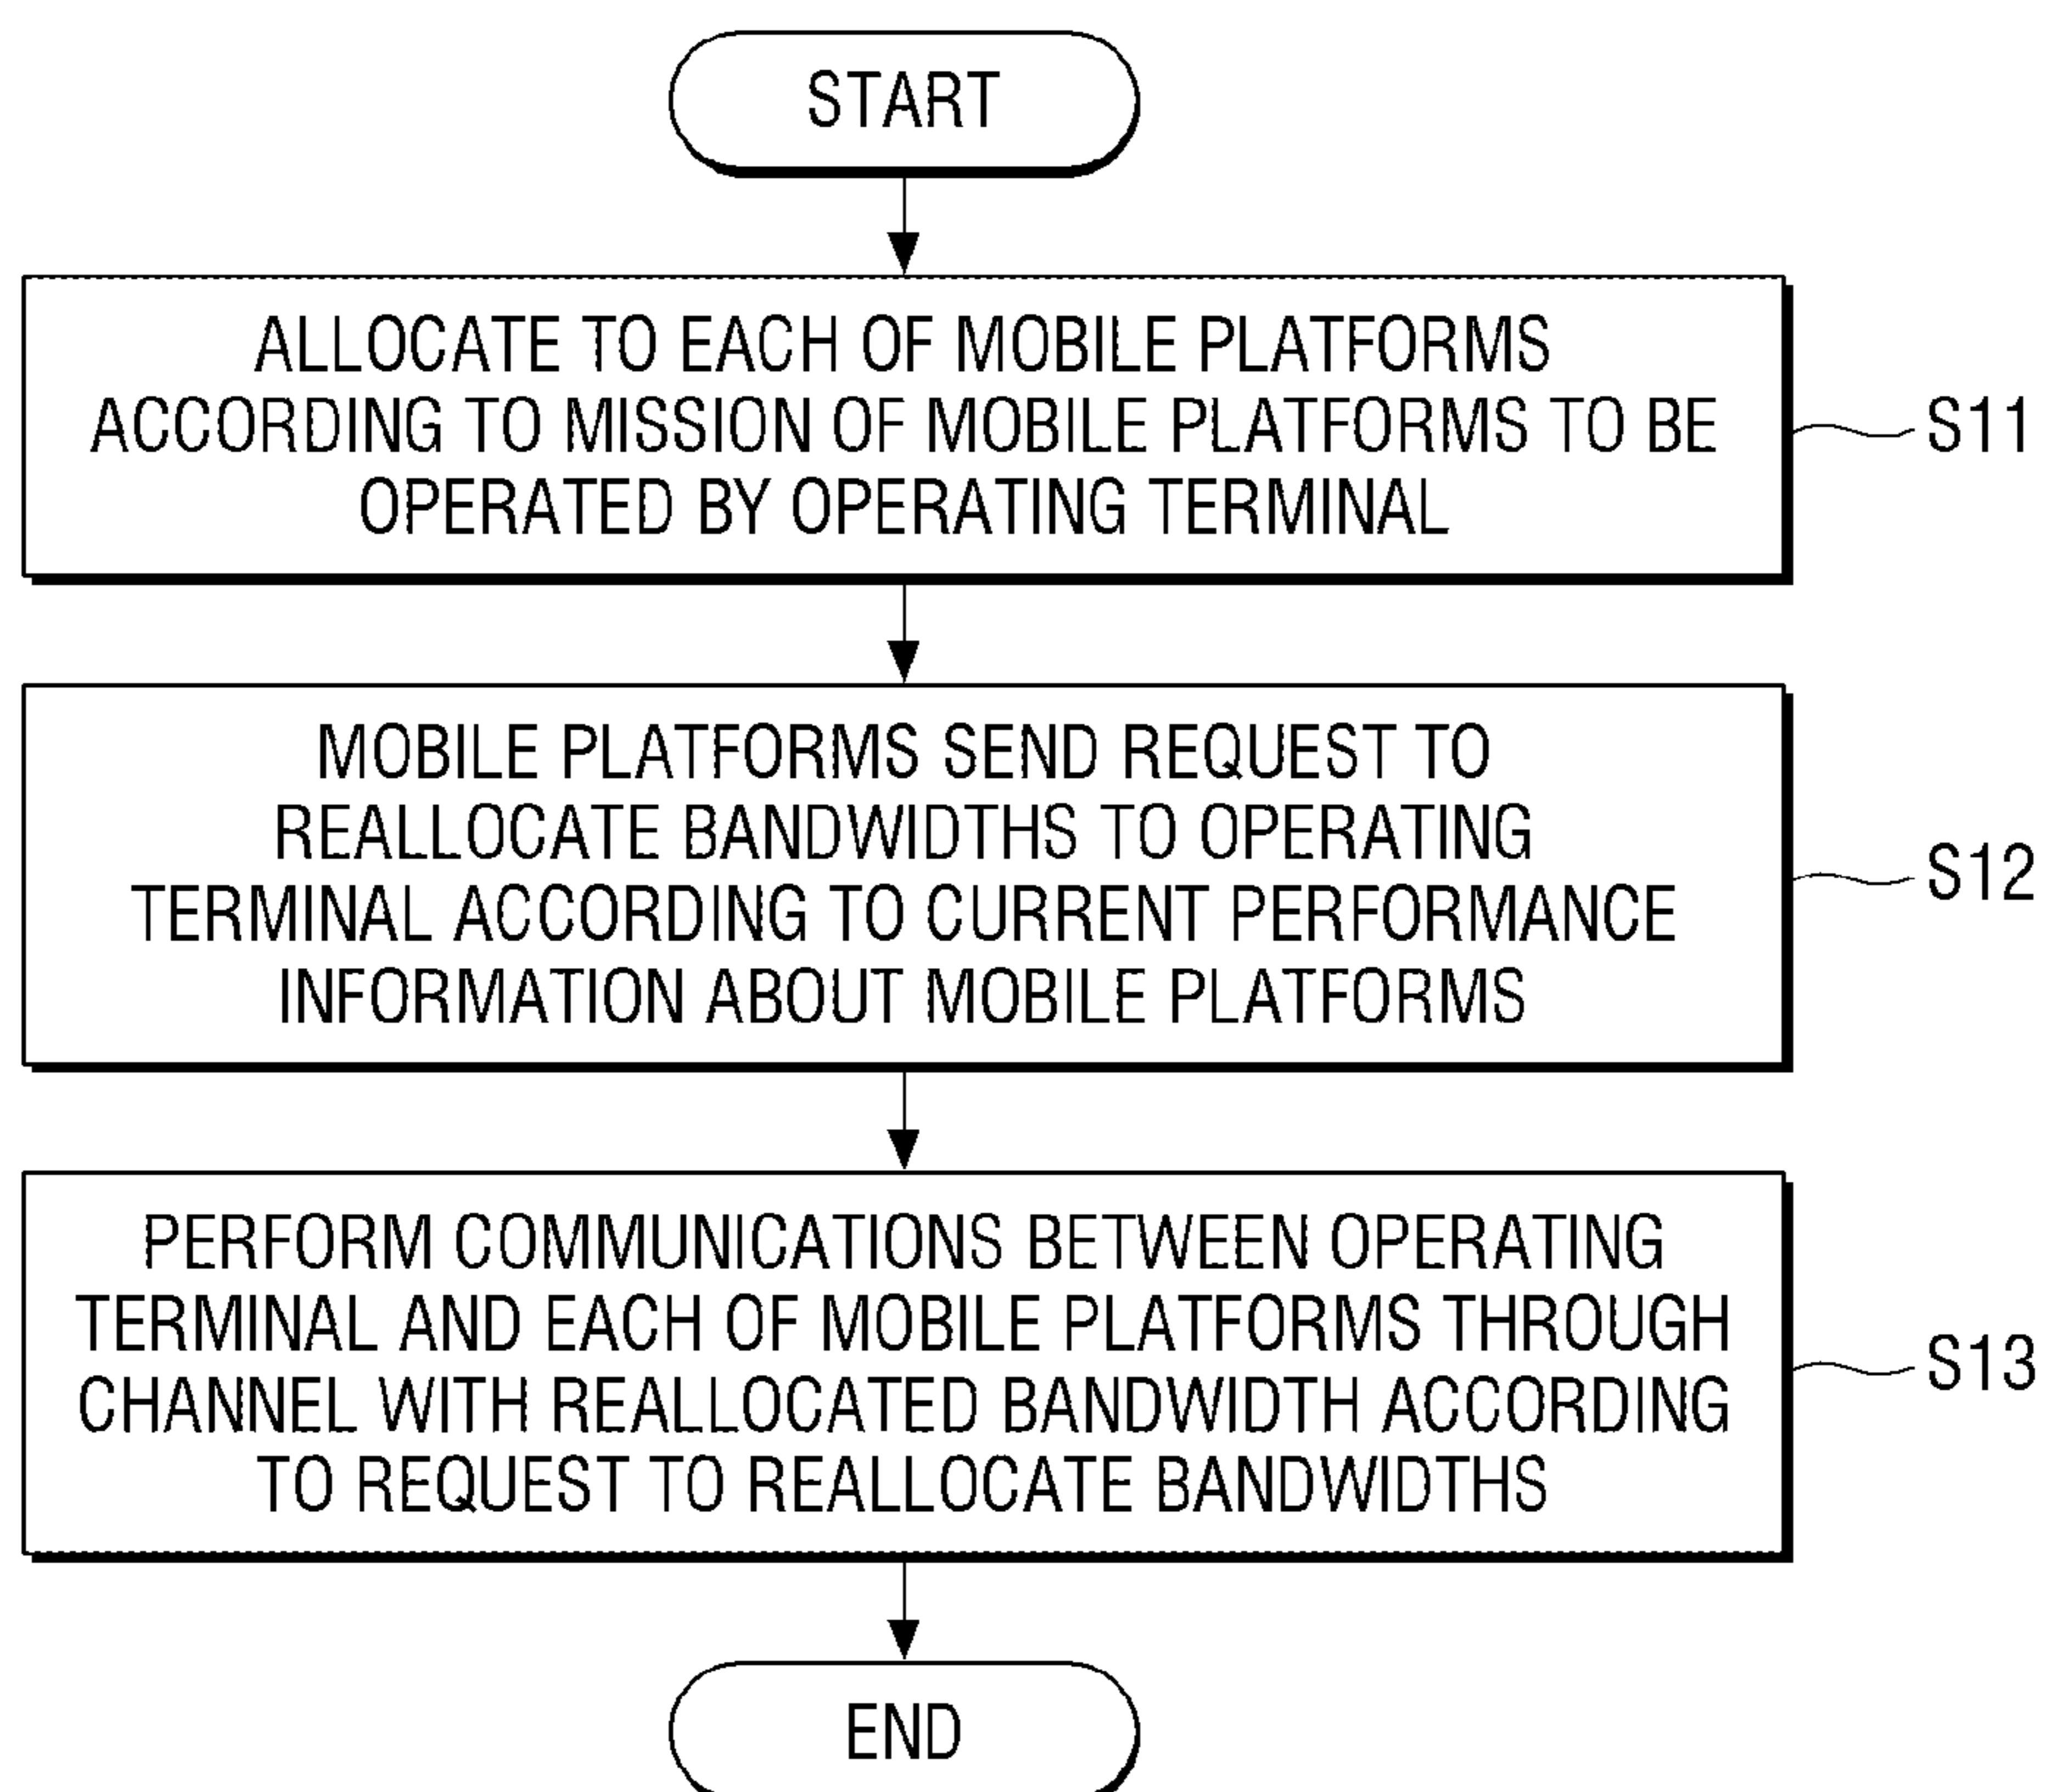 START
ALLOCATE TO EACH OF MOBILE PLATFORMS
ACCORDING TO MISSION OF MOBILE PLATFORMS TO BE
OPERATED BY OPERATING TERMINAL
S11
MOBILE PLATFORMS SEND REQUEST TO
REALLOCATE BANDWIDTHS TO OPERATING
TERMINAL ACCORDING TO CURRENT PERFORMANCE
INFORMATION ABOUT MOBILE PLATFORMS
S12
PERFORM COMMUNICATIONS BETWEEN OPERATING
TERMINAL AND EACH OF MOBILE PLATFORMS THROUGH
CHANNEL WITH REALLOCATED BANDWIDTH ACCORDING
TO REQUEST TO REALLOCATE BANDWIDTHS
S13
END